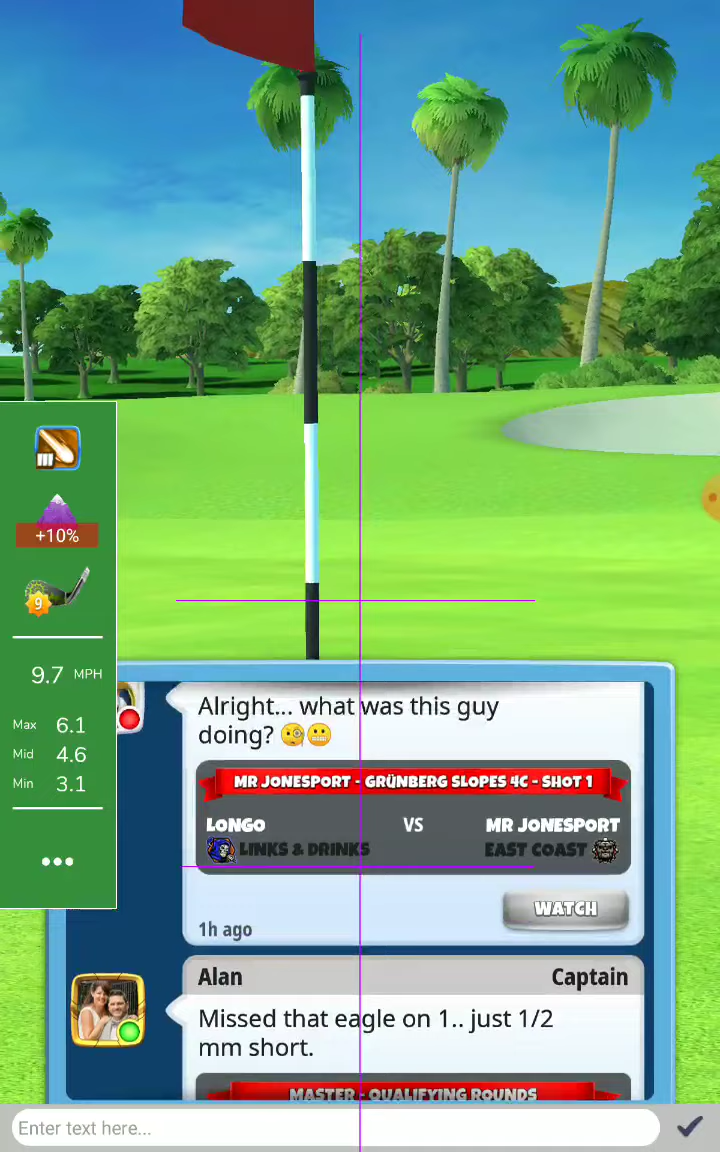 +10%
9
9.7 MPH
Max 6.1
Mid 4.6
Min 3.1
Alright... what was this guy
doing? 🧐😬
MR JONESPORT - GRÜNBERG SLOPES 4C - SHOT 1
LONGO VS MR JONESPORT
LINKS & DRINKS EAST COAST
WATCH
1h ago
Alan Captain
Missed that eagle on 1.. just 1/2
mm short.
MASTER - QUALIFYING ROUNDS
Enter text here...